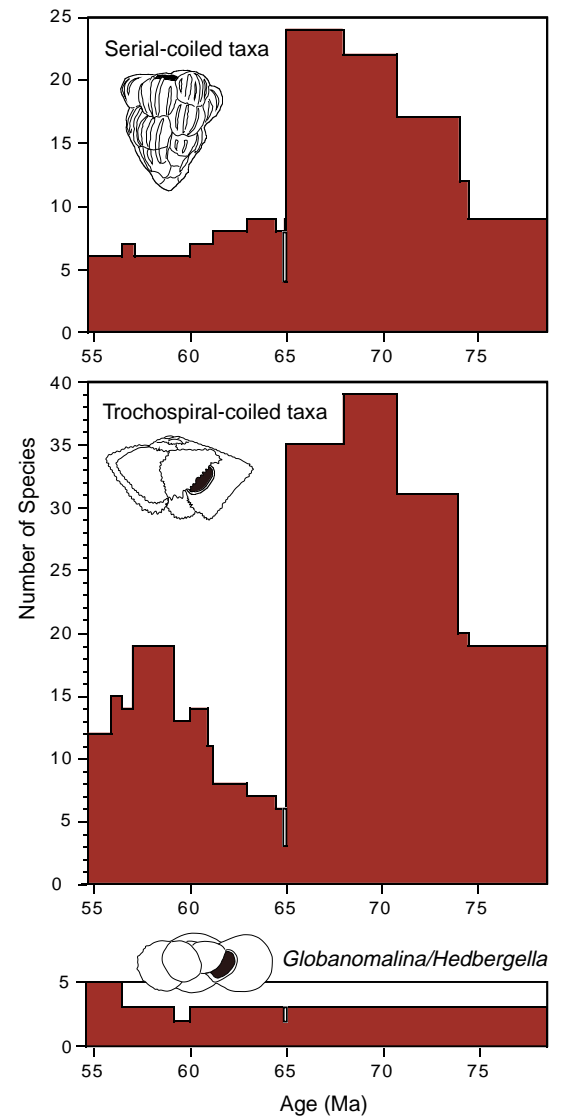 25
Serial-coiled taxa
20
15
10
5
0
55 60 65 70 75
40
Trochospiral-coiled taxa
35
30
25
20
15
10
5
0
Number of Species
55 60 65 70 75
Globanomalina/Hedbergella
5
0
55 60 65 70 75
Age (Ma)